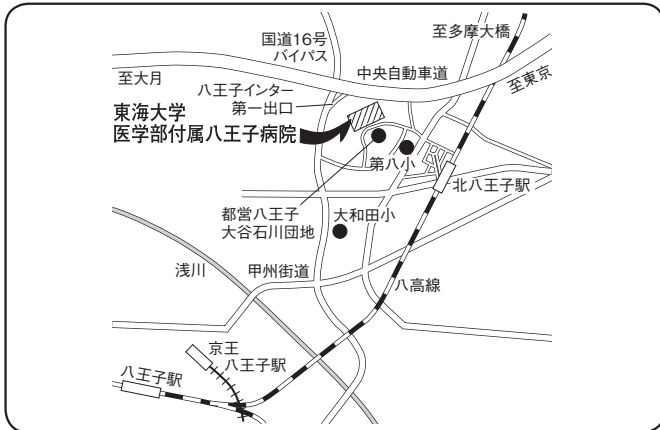 国道16号
バイパス
至多摩大橋
至大月
中央自動車道
至東京
八王子インター
第一出口
東海大学
医学部付属八王子病院
第八小
北八王子駅
都営八王子
大谷石川団地
大和田小
浅川
甲州街道
八高線
京王
八王子駅
八王子駅